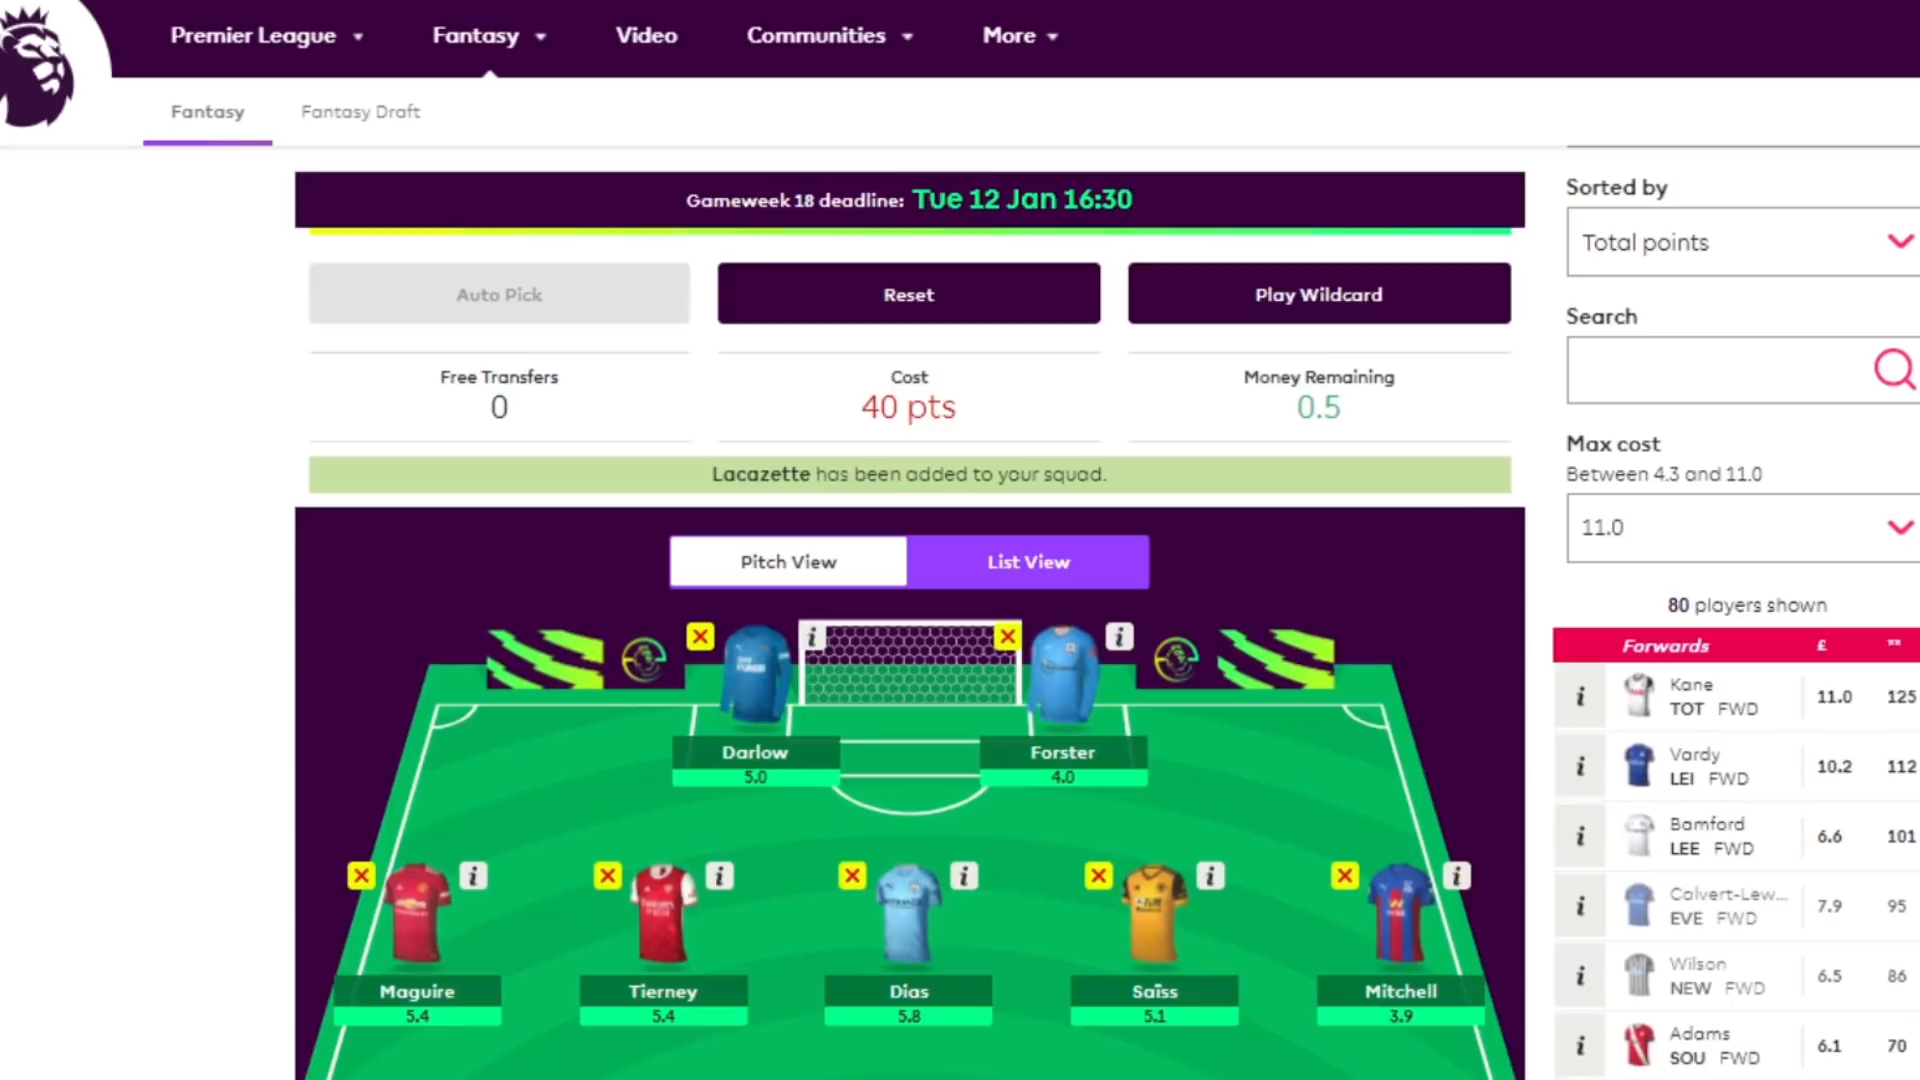 Premier League
Fantasy
Video
Communities
More
Fantasy
Fantasy Draft
Gameweek 18 deadline: Tue 12 Jan 16:30
Auto Pick
Reset
Play Wildcard
Free Transfers
0
Cost
40 pts
Money Remaining
0.5
Lacazette has been added to your squad.
Pitch View
List View
Darlow
5.0
Forster
4.0
Maguire
5.4
Tierney
5.4
Dias
5.8
Saïss
5.1
Mitchell
3.9
Sorted by
Total points
Search
Max cost
Between 4.3 and 11.0
11.0
80 players shown
Forwards £ **
Kane
TOT FWD
11.0 125
Vardy
LEI FWD
10.2 112
Bamford
LEE FWD
6.6 101
Calvert-Lew...
EVE FWD
7.9 95
Wilson
NEW FWD
6.5 86
Adams
SOU FWD
6.1 70